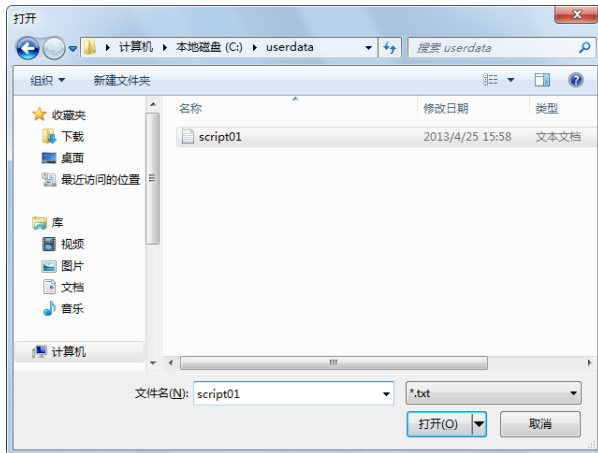 打开
计算机 本地磁盘 (C:) userdata
搜索 userdata
组织 新建文件夹
名称 修改日期 类型
script01 2013/4/25 15:58 文本文档
收藏夹
下载
桌面
最近访问的位置
库
视频
图片
文档
音乐
计算机
文件名(N): script01 *.txt
打开(O) 取消